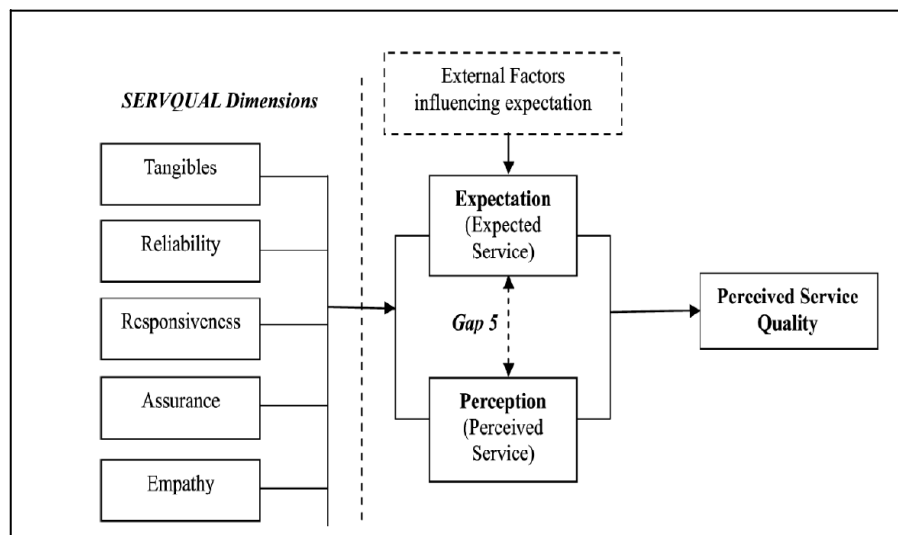 External Factors
influencing expectation
SERVQUAL Dimensions
Tangibles
Reliability
Responsiveness
Assurance
Empathy
Expectation
(Expected
Service)
Gap 5
Perception
(Perceived
Service)
Perceived Service
Quality